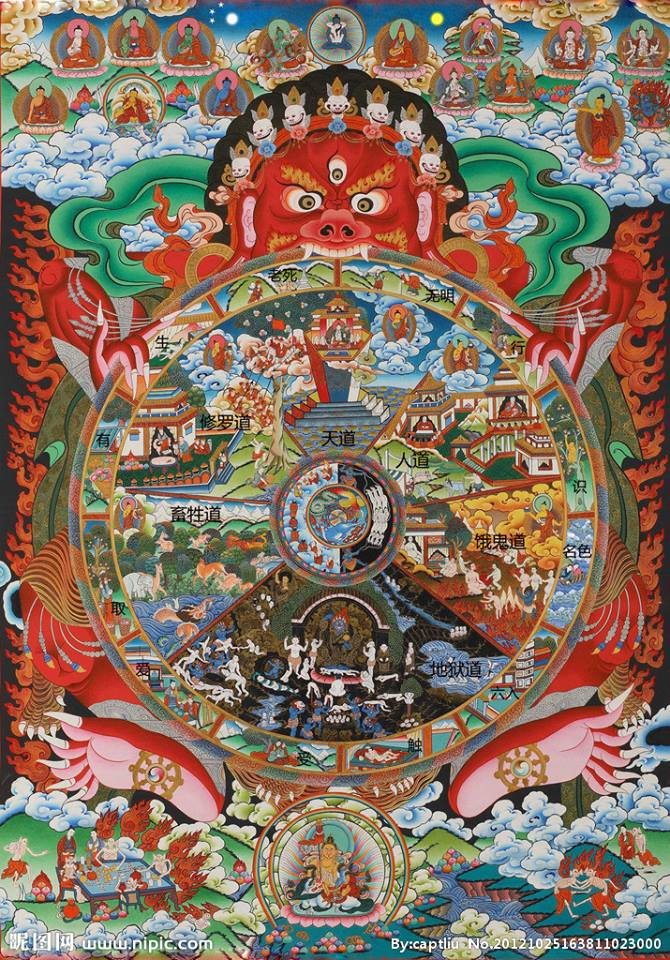 老死
无明
生
行
修罗道
天道
有
人道
识
畜牲道
饿鬼道
名色
取
爱
地狱道
六入
受
触
昵图网 www.nipic.com
By:captliu No.20121025163811023000